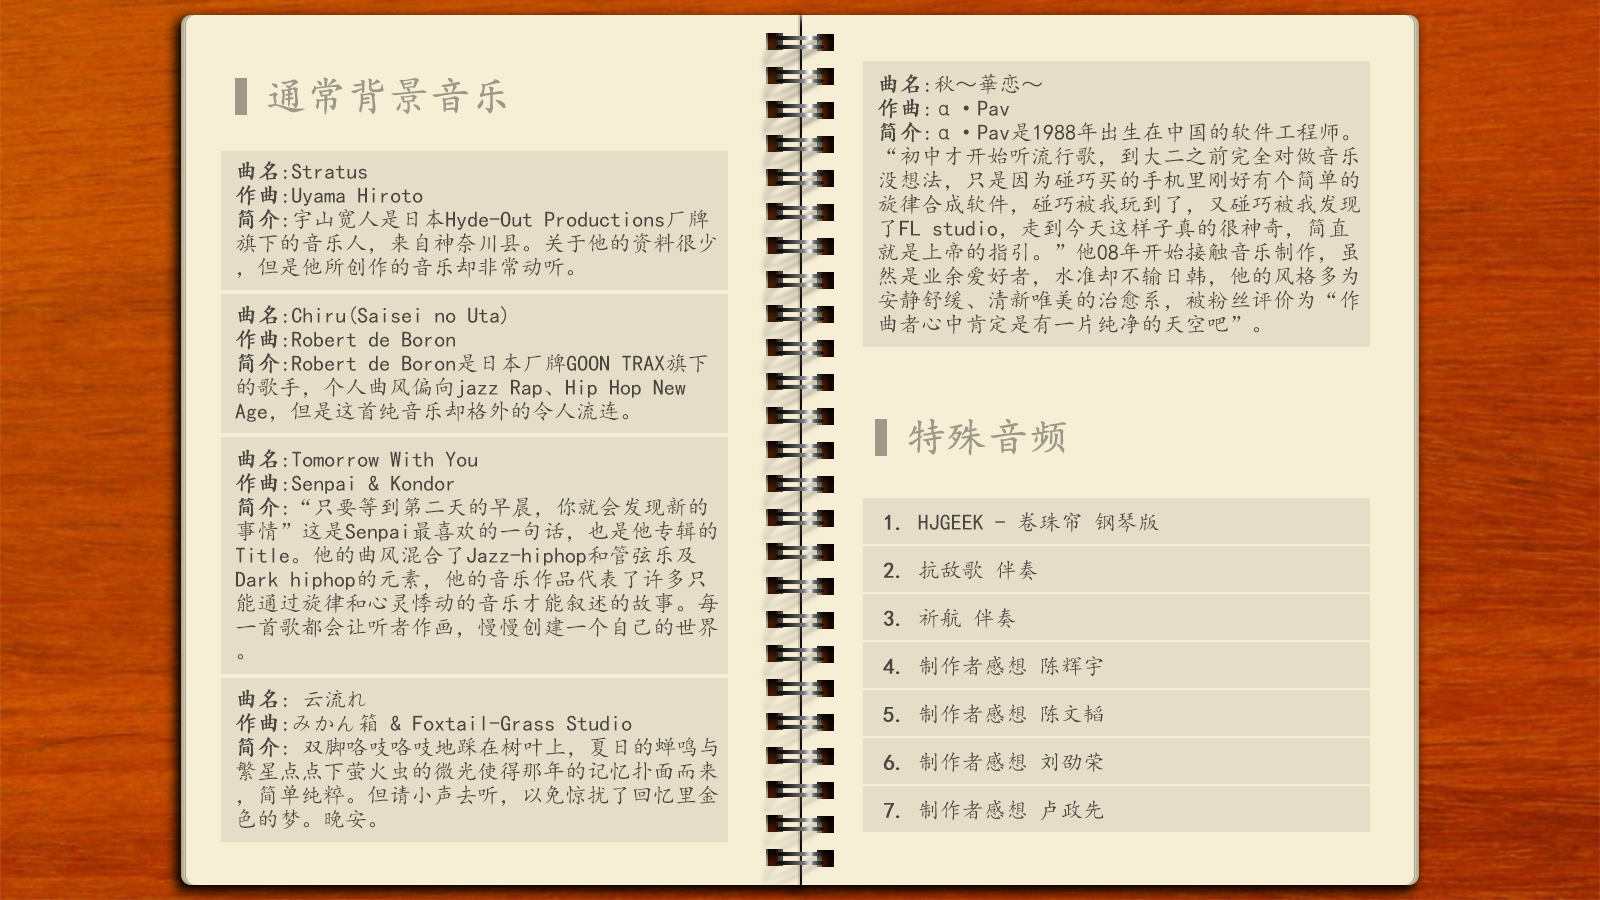 通常背景音乐
曲名:Stratus
作曲:Uyama Hiroto
简介:宇山宽人是日本Hyde-Out Productions厂牌
旗下的音乐人，来自神奈川县。关于他的资料很少
，但是他所创作的音乐却非常动听。
曲名:Chiru(Saisei no Uta)
作曲:Robert de Boron
简介:Robert de Boron是日本厂牌GOON TRAX旗下
的歌手，个人曲风偏向jazz Rap、Hip Hop New
Age，但是这首纯音乐却格外的令人流连。
曲名:Tomorrow With You
作曲:Senpai & Kondor
简介:“只要等到第二天的早晨，你就会发现新的
事情”这是Senpai最喜欢的一句话，也是他专辑的
Title。他的曲风混合了Jazz-hiphop和管弦乐及
Dark hiphop的元素，他的音乐作品代表了许多只
能通过旋律和心灵悸动的音乐才能叙述的故事。每
一首歌都会让听者作画，慢慢创建一个自己的世界
。
曲名: 云流れ
作曲:みかん箱 & Foxtail-Grass Studio
简介: 双脚咯吱咯吱地踩在树叶上，夏日的蝉鸣与
繁星点点下萤火虫的微光使得那年的记忆扑面而来
，简单纯粹。但请小声去听，以免惊扰了回忆里金
色的梦。晚安。
曲名:秋～華恋～
作曲:α·Pav
简介:α·Pav是1988年出生在中国的软件工程师。
“初中才开始听流行歌，到大二之前完全对做音乐
没想法，只是因为碰巧买的手机里刚好有个简单的
旋律合成软件，碰巧被我玩到了，又碰巧被我发现
了FL studio，走到今天这样子真的很神奇，简直
就是上帝的指引。”他08年开始接触音乐制作，虽
然是业余爱好者，水准却不输日韩，他的风格多为
安静舒缓、清新唯美的治愈系，被粉丝评价为“作
曲者心中肯定是有一片纯净的天空吧”。
特殊音频
1. HJGEEK - 卷珠帘 钢琴版
2. 抗敌歌 伴奏
3. 祈航 伴奏
4. 制作者感想 陈辉宇
5. 制作者感想 陈文韬
6. 制作者感想 刘劭荣
7. 制作者感想 卢政先